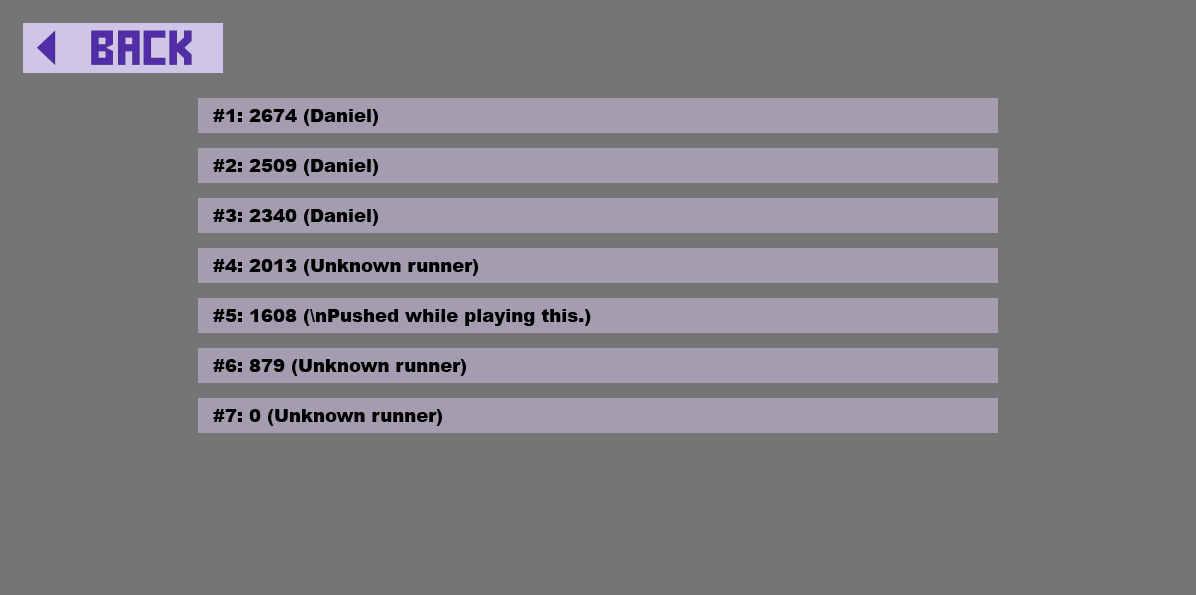 BACK
#1: 2674 (Daniel)
#2: 2509 (Daniel)
#3: 2340 (Daniel)
#4: 2013 (Unknown runner)
#5: 1608 (\nPushed while playing this.)
#6: 879 (Unknown runner)
#7: 0 (Unknown runner)